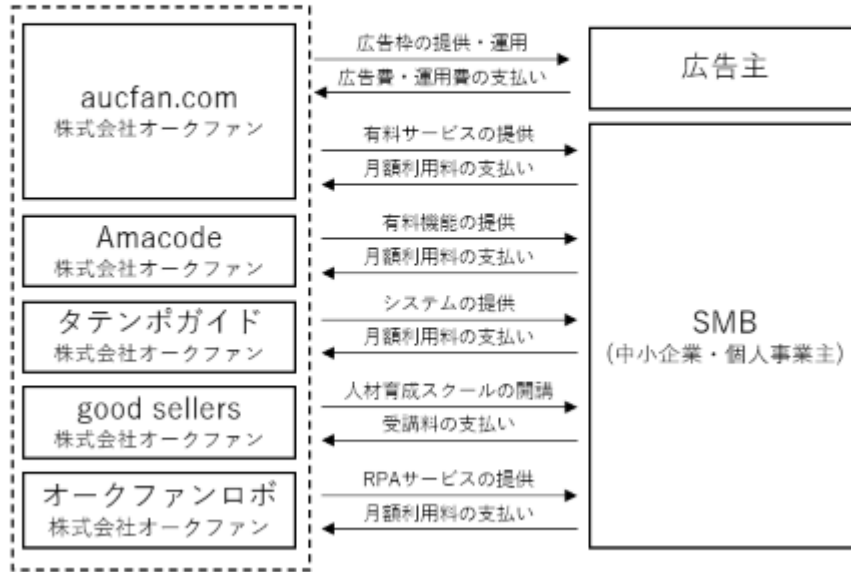 aucfan.com
株式会社オークファン
広告枠の提供・運用
広告費・運用費の支払い
広告主
有料サービスの提供
月額利用料の支払い
Amacode
株式会社オークファン
有料機能の提供
月額利用料の支払い
タテンポガイド
株式会社オークファン
システムの提供
月額利用料の支払い
good sellers
株式会社オークファン
人材育成スクールの開講
受講料の支払い
オークファンロボ
株式会社オークファン
RPAサービスの提供
月額利用料の支払い
SMB
(中小企業・個人事業主)